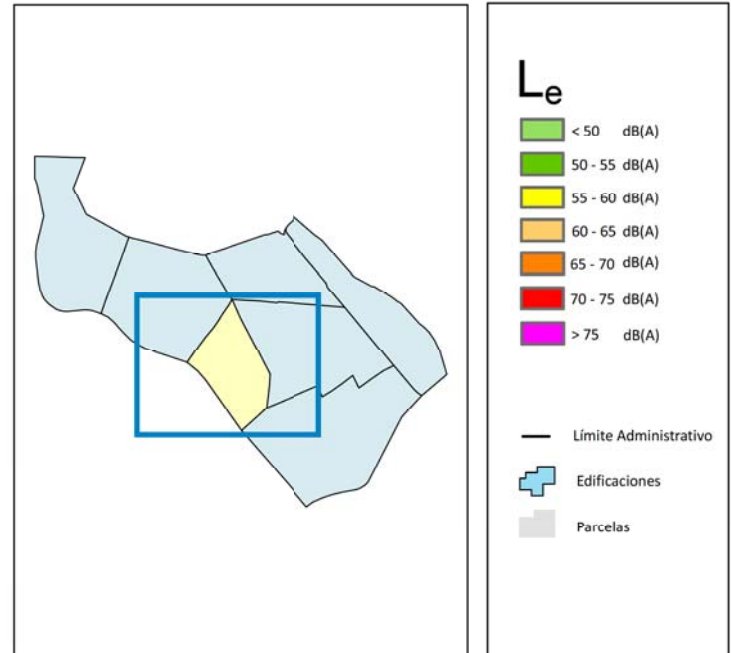 Le
< 50 dB(A)
50 - 55 dB(A)
55 - 60 dB(A)
60 - 65 dB(A)
65 - 70 dB(A)
70 - 75 dB(A)
> 75 dB(A)
Límite Administrativo
Edificaciones
Parcelas